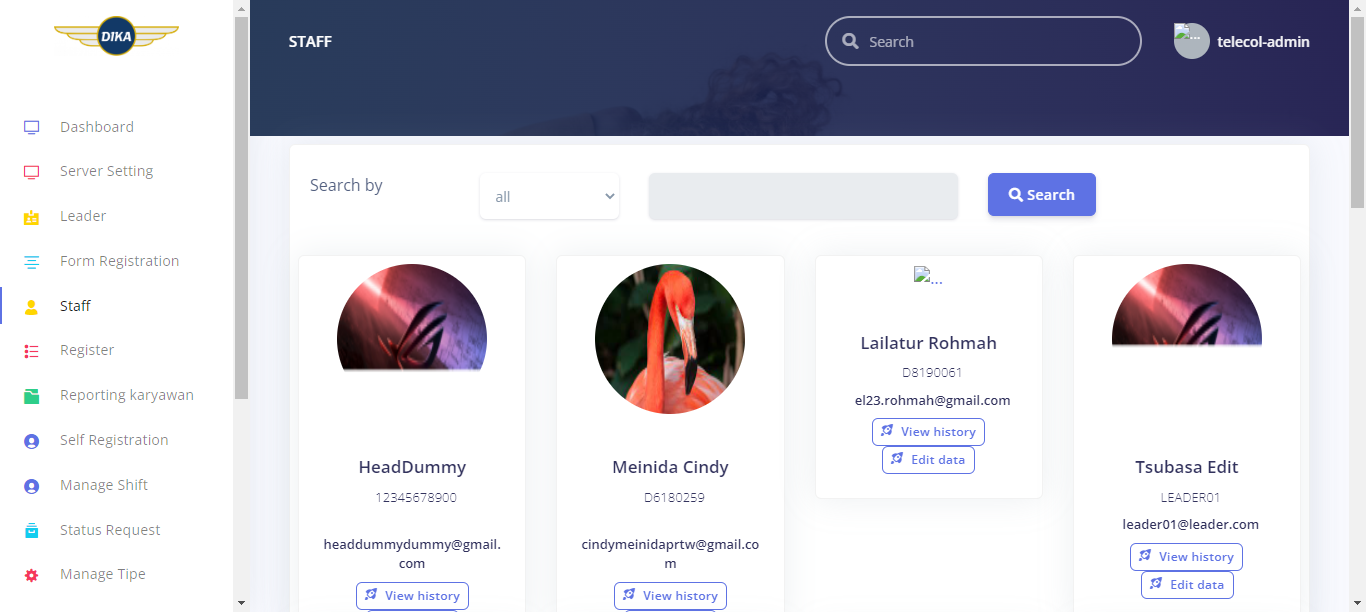 DIKA
STAFF
Search
telecol-admin
Dashboard
Server Setting
Leader
Form Registration
Staff
Register
Reporting karyawan
Self Registration
Manage Shift
Status Request
Manage Tipe
Search by
all
Search
HeadDummy
12345678900
headdummydummy@gmail.
com
View history
Meinida Cindy
D6180259
cindymeinidaprtw@gmail.co
m
View history
...
Lailatur Rohmah
D8190061
el23.rohmah@gmail.com
View history
Edit data
Tsubasa Edit
LEADER01
leader01@leader.com
View history
Edit data